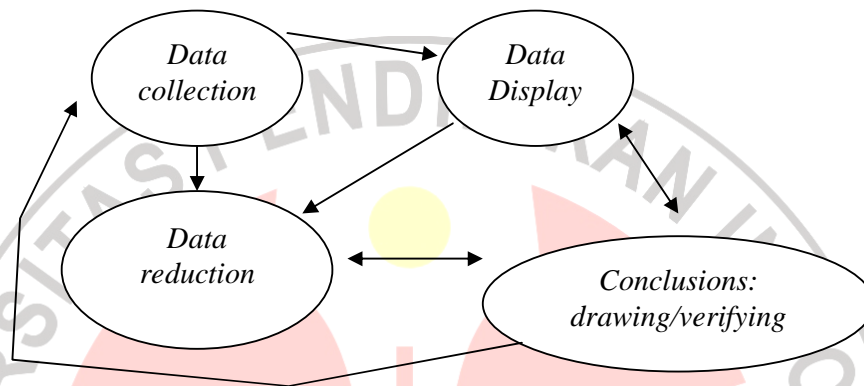 Data
collection
Data
Display
Data
reduction
Conclusions:
drawing/verifying